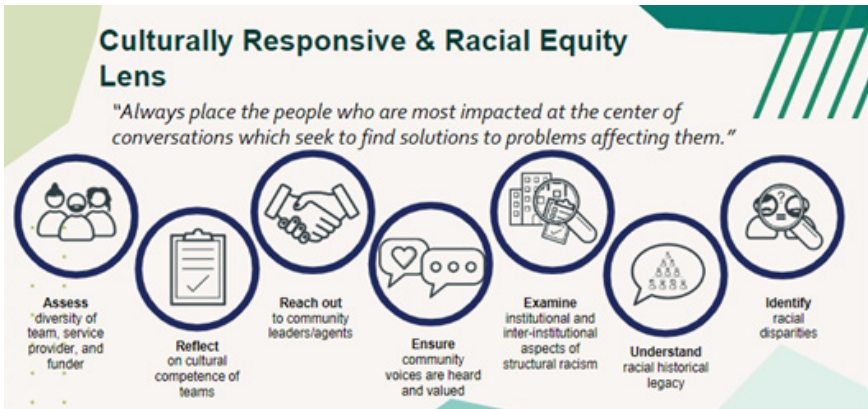 Culturally Responsive & Racial Equity
Lens
"Always place the people who are most impacted at the center of
conversations which seek to find solutions to problems affecting them."
Assess
diversity of
team, service
provider, and
funder
Reflect
on cultural
competence of
teams
Reach out
to community
leaders/agents
Ensure
community
voices are heard
and valued
Examine
institutional and
inter-institutional
aspects of
structural racism
Understand
racial historical
legacy
Identify
racial
disparities